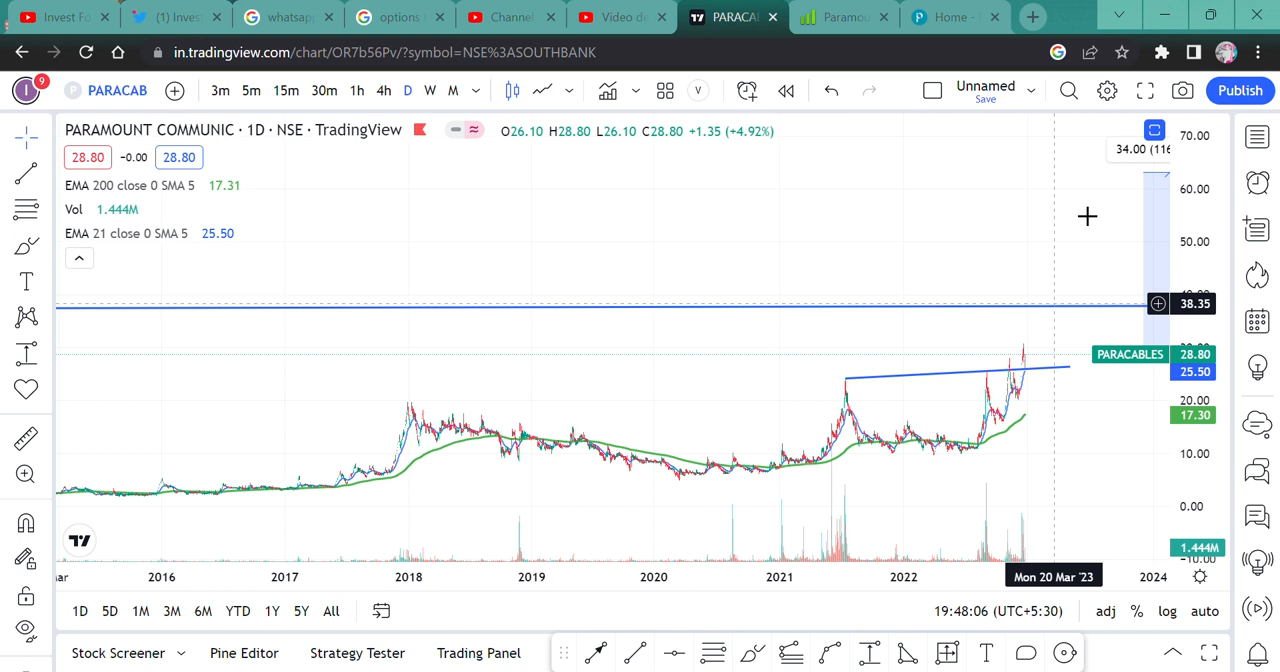 Invest Fo
(1) Inves
whatsap
options
Channel
Video de
PARACA
Paramou
Home -
in.tradingview.com/chart/OR7b56Pv/?symbol=NSE%3ASOUTHBANK
I 9 P PARACAB 3m 5m 15m 30m 1h 4h D W M V Unnamed Save Publish
PARAMOUNT COMMUNIC · 1D · NSE · TradingView O26.10 H28.80 L26.10 C28.80 +1.35 (+4.92%)
28.80 −0.00 28.80
EMA 200 close 0 SMA 5 17.31
Vol 1.444M
EMA 21 close 0 SMA 5 25.50
70.00
34.00 (116
60.00
50.00
38.35
PARACABLES 28.80
25.50
20.00
17.30
10.00
0.00
1.444M
−10.00
ar 2016 2017 2018 2019 2020 2021 2022 Mon 20 Mar '23 2024
1D 5D 1M 3M 6M YTD 1Y 5Y All 19:48:06 (UTC+5:30) adj % log auto
Stock Screener Pine Editor Strategy Tester Trading Panel